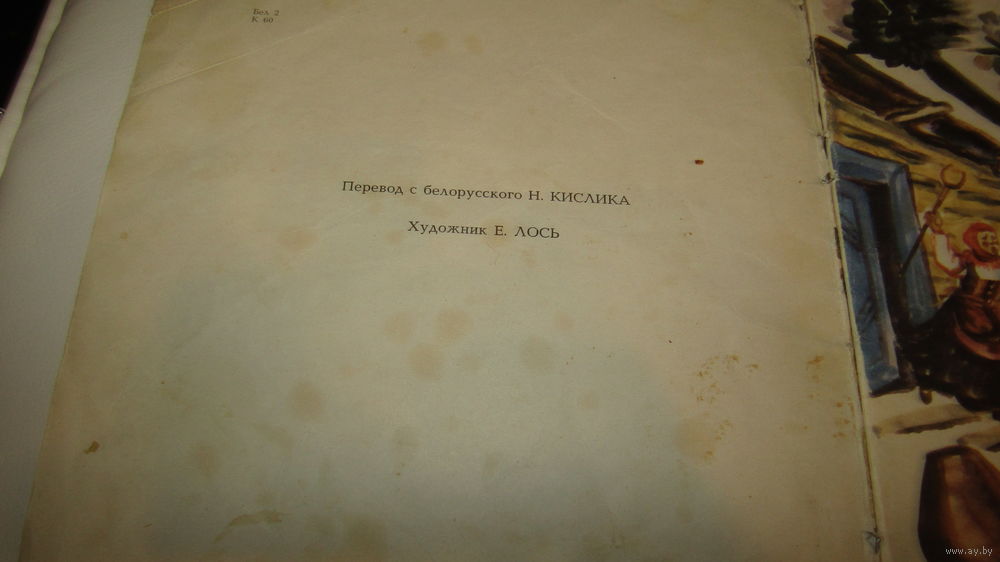 Бел 2
К 60
Перевод с белорусского Н. КИСЛИКА
Художник Е. ЛОСЬ
www.ay.by